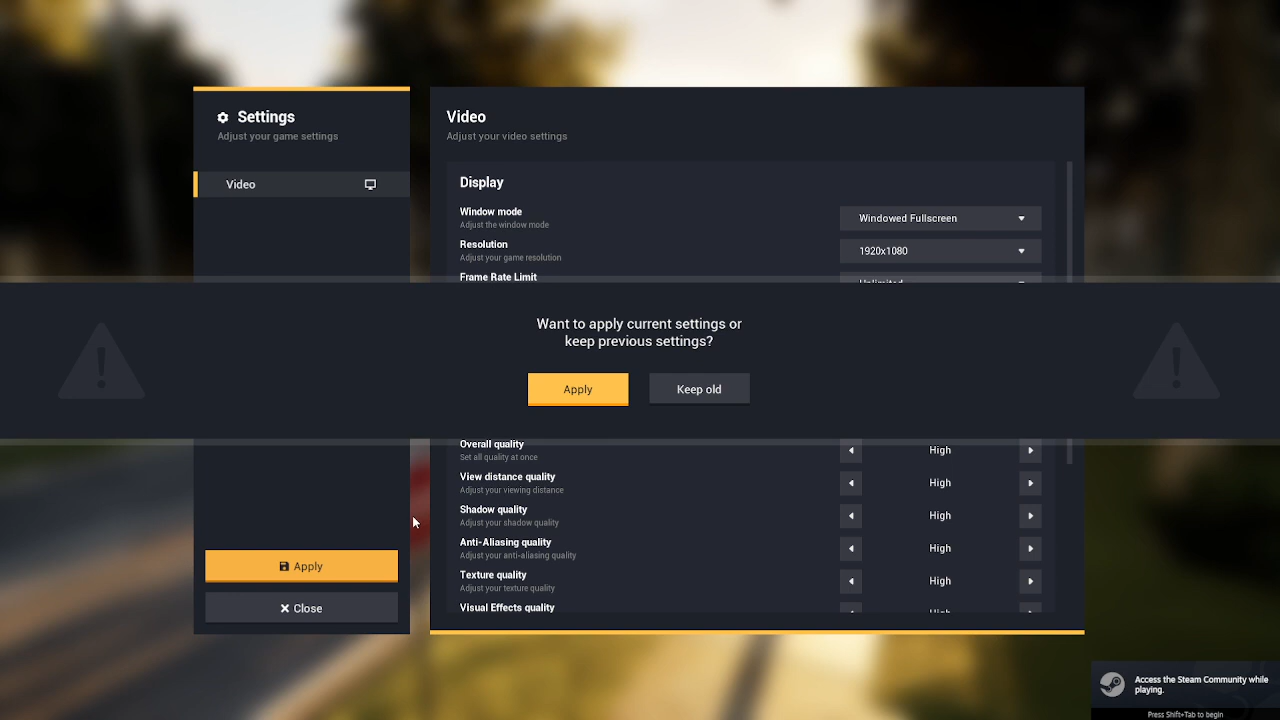 Settings
Adjust your game settings
Video
Apply
Close
Video
Adjust your video settings
Display
Window mode
Adjust the window mode
Windowed Fullscreen
Resolution
Adjust your game resolution
1920x1080
Frame Rate Limit
Unlimited
Want to apply current settings or
keep previous settings?
Apply
Keep old
Overall quality
Set all quality at once
High
View distance quality
Adjust your viewing distance
High
Shadow quality
Adjust your shadow quality
High
Anti-Aliasing quality
Adjust your anti-aliasing quality
High
Texture quality
Adjust your texture quality
High
Visual Effects quality
High
Access the Steam Community while
playing.
Press Shift+Tab to begin